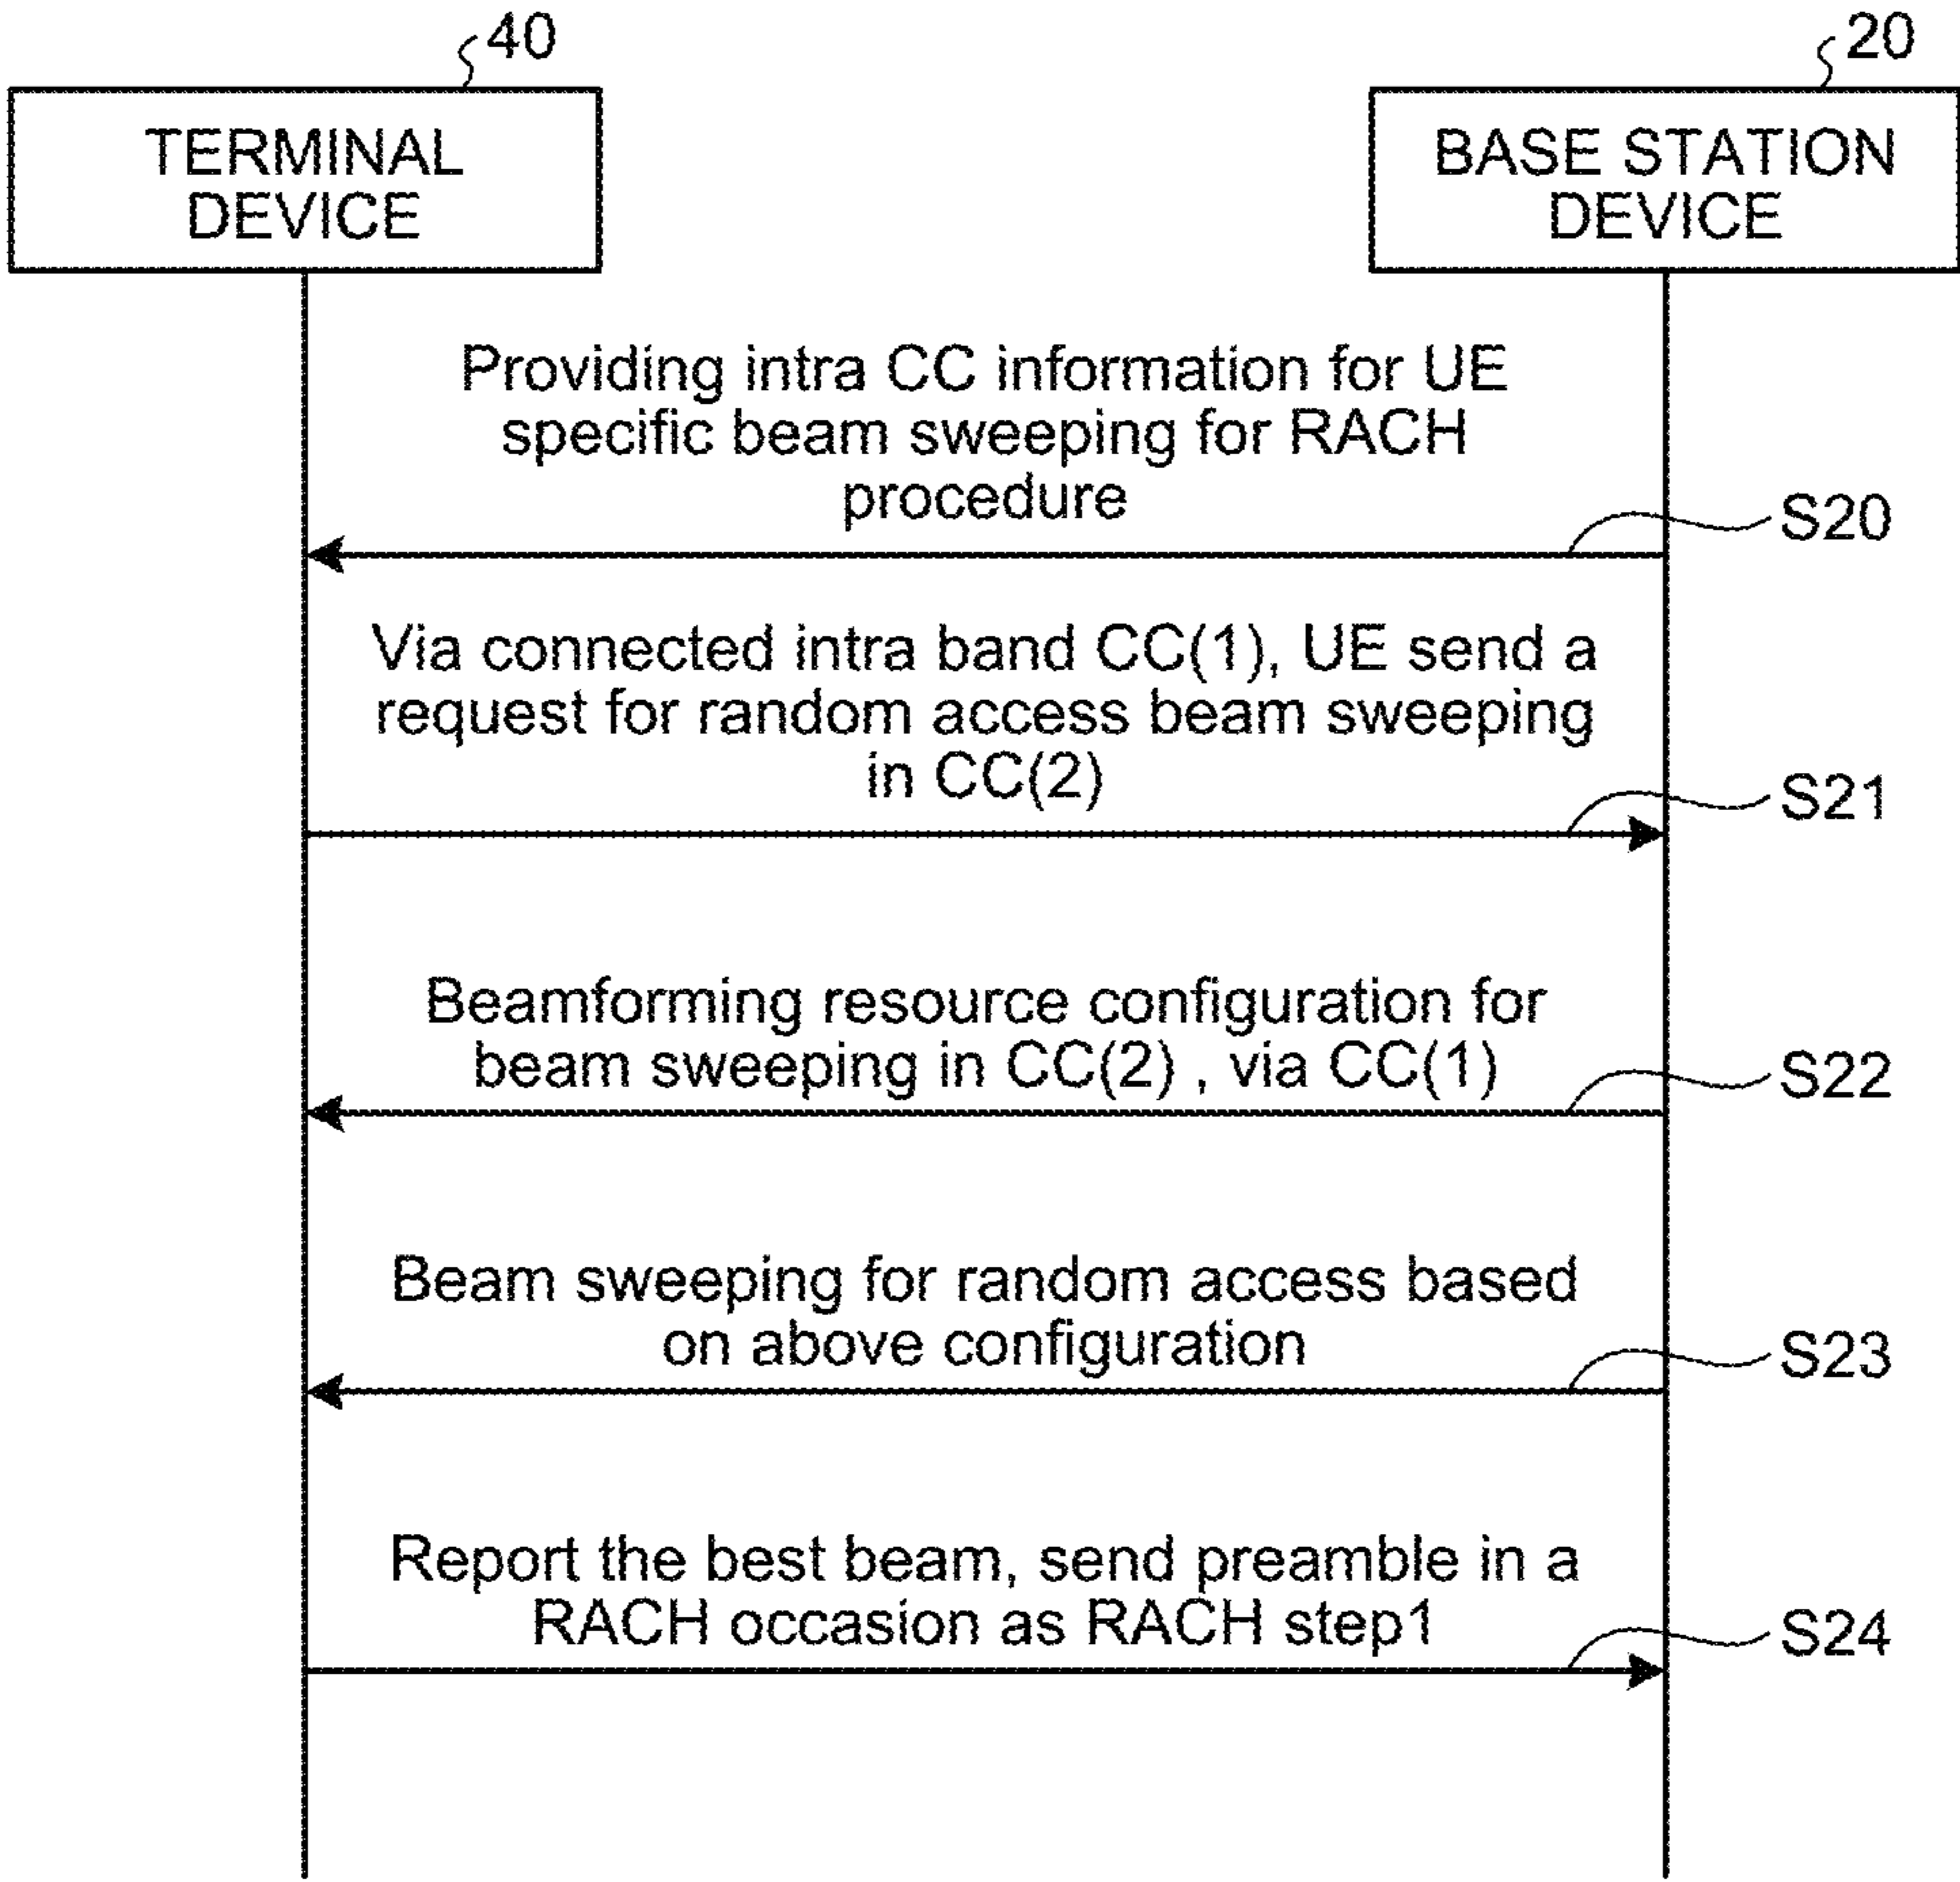 40
20
TERMINAL
DEVICE
BASE STATION
DEVICE
Providing intra CC information for UE
specific beam sweeping for RACH
procedure
S20
Via connected intra band CC(1), UE send a
request for random access beam sweeping
in CC(2)
S21
Beamforming resource configuration for
beam sweeping in CC(2) , via CC(1)
S22
Beam sweeping for random access based
on above configuration
S23
Report the best beam, send preamble in a
RACH occasion as RACH step1
S24